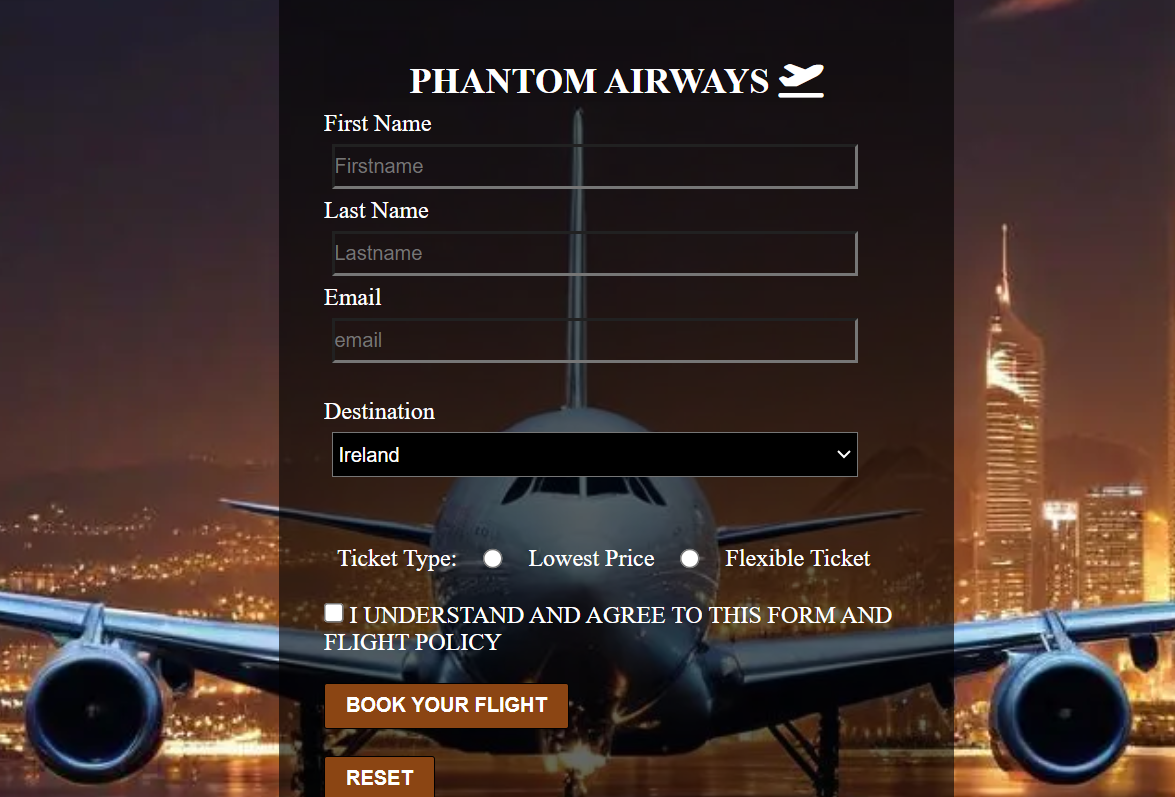 PHANTOM AIRWAYS
First Name
Firstname
Last Name
Lastname
Email
email
Destination
Ireland
Ticket Type: Lowest Price Flexible Ticket
I UNDERSTAND AND AGREE TO THIS FORM AND
FLIGHT POLICY
BOOK YOUR FLIGHT
RESET